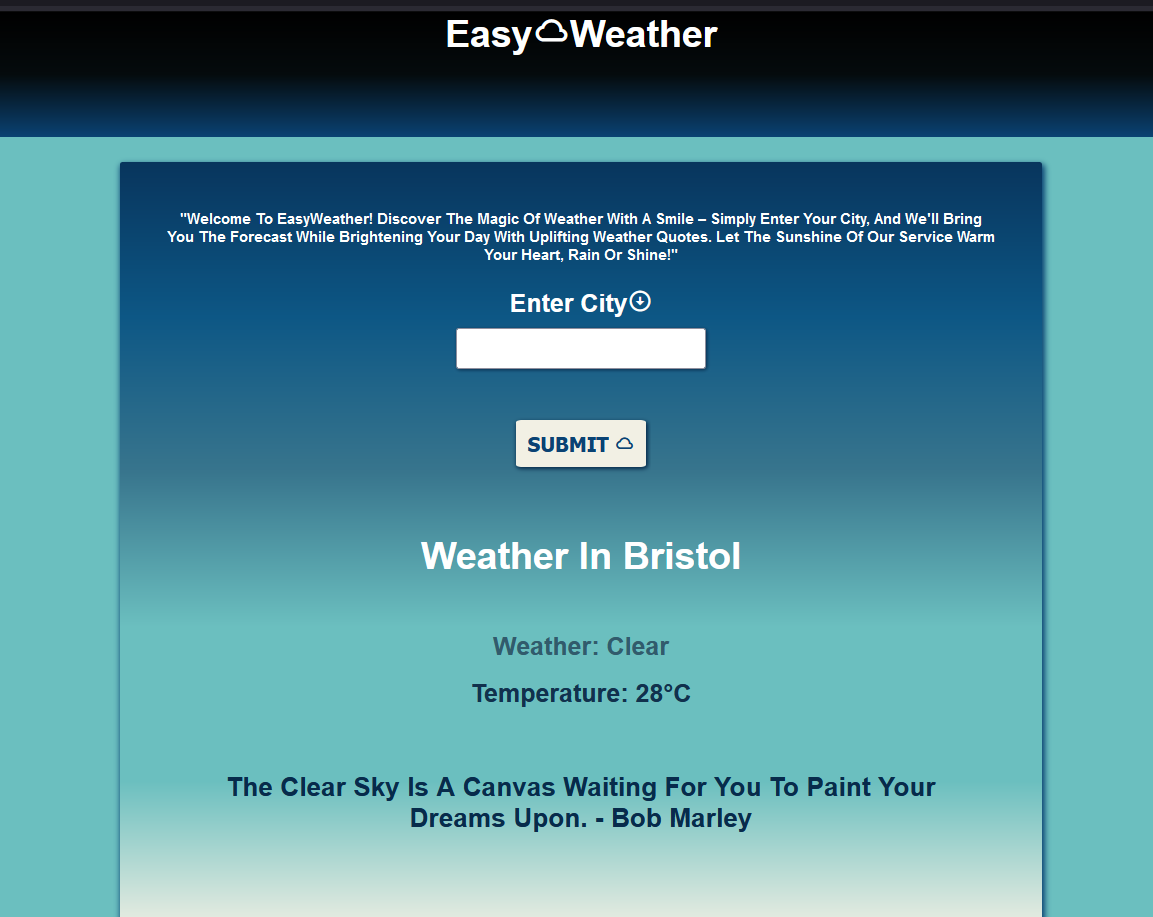 EasyWeather
"Welcome To EasyWeather! Discover The Magic Of Weather With A Smile – Simply Enter Your City, And We'll Bring
You The Forecast While Brightening Your Day With Uplifting Weather Quotes. Let The Sunshine Of Our Service Warm
Your Heart, Rain Or Shine!"
Enter City
SUBMIT
Weather In Bristol
Weather: Clear
Temperature: 28°C
The Clear Sky Is A Canvas Waiting For You To Paint Your
Dreams Upon. - Bob Marley